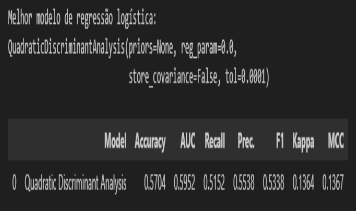 Melhor modelo de regressão logística:
QuadraticDiscriminantAnalysis(priors=None, reg_param=0.0,
store_covariance=False, tol=0.0001)
Model Accuracy AUC Recall Prec. F1 Kappa MCC
0 Quadratic Discriminant Analysis 0.5704 0.5952 0.5152 0.5538 0.5338 0.1364 0.1367